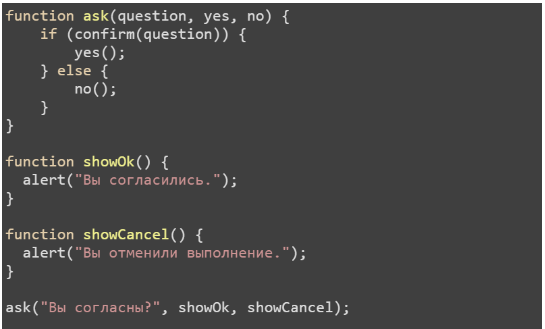 function ask(question, yes, no) {
    if (confirm(question)) {
        yes();
    } else {
        no();
    }
}

function showOk() {
  alert("Вы согласились.");
}

function showCancel() {
  alert("Вы отменили выполнение.");
}

ask("Вы согласны?", showOk, showCancel);